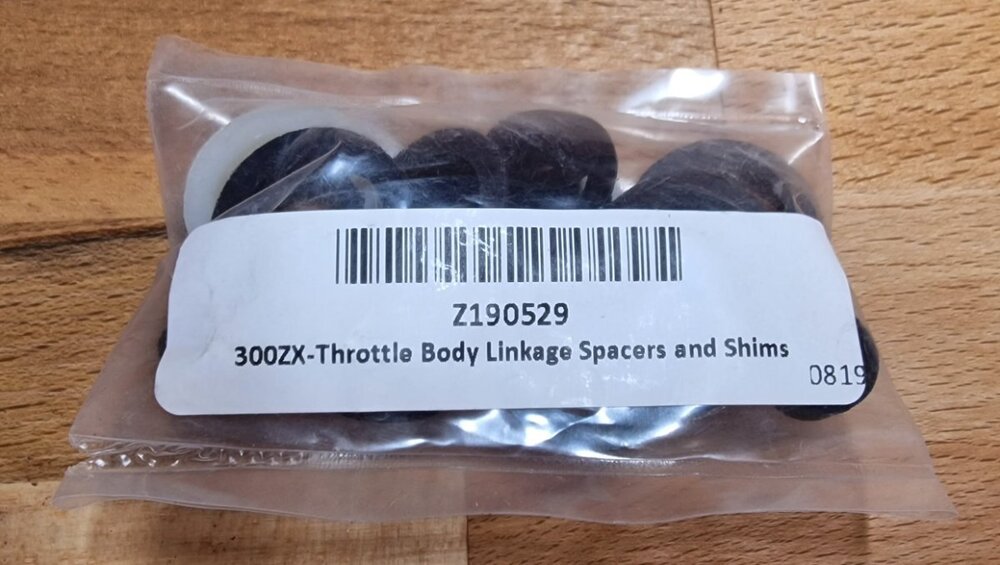 Z190529
300ZX-Throttle Body Linkage Spacers and Shims
0819